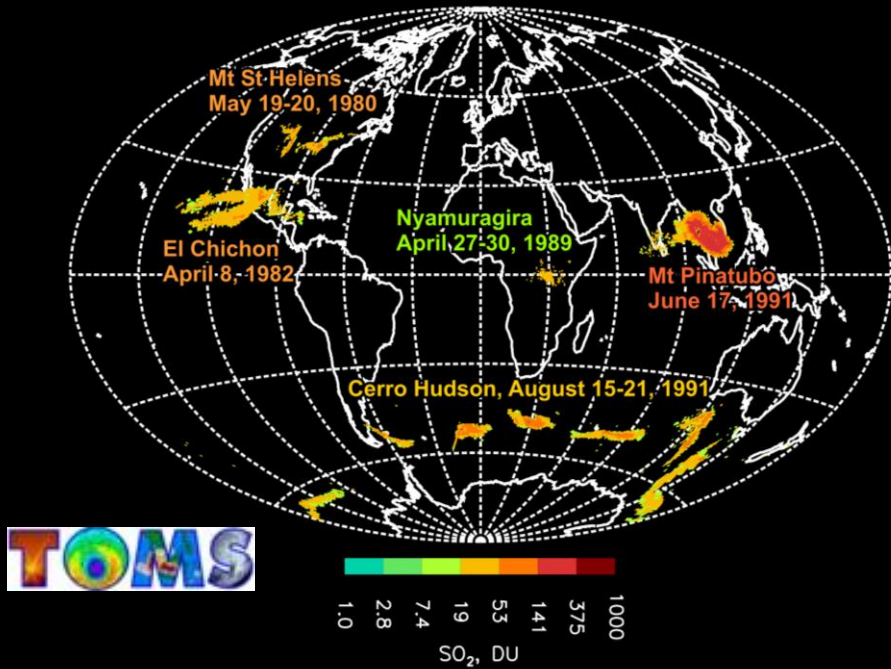 Mt St Helens
May 19-20, 1980
Nyamuragira
April 27-30, 1989
El Chichon
April 8, 1982
Mt Pinatubo
June 17, 1991
Cerro Hudson, August 15-21, 1991
TOMS
1.0
2.8
7.4
19
53
141
375
1000
SO₂, DU